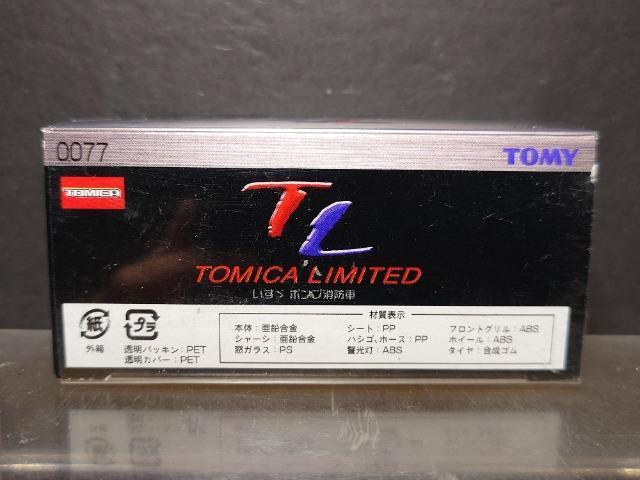 0077 TOMY
TOMICA
TL
TOMICA LIMITED
いすゞ ポンプ消防車
材質表示
紙 プラ
外箱 透明パッキン:PET
透明カバー:PET
本体:亜鉛合金 シート:PP フロントグリル:ABS
シャーシ:亜鉛合金 ハシゴ、ホース:PP ホイール:ABS
窓ガラス:PS 警光灯:ABS タイヤ:合成ゴム